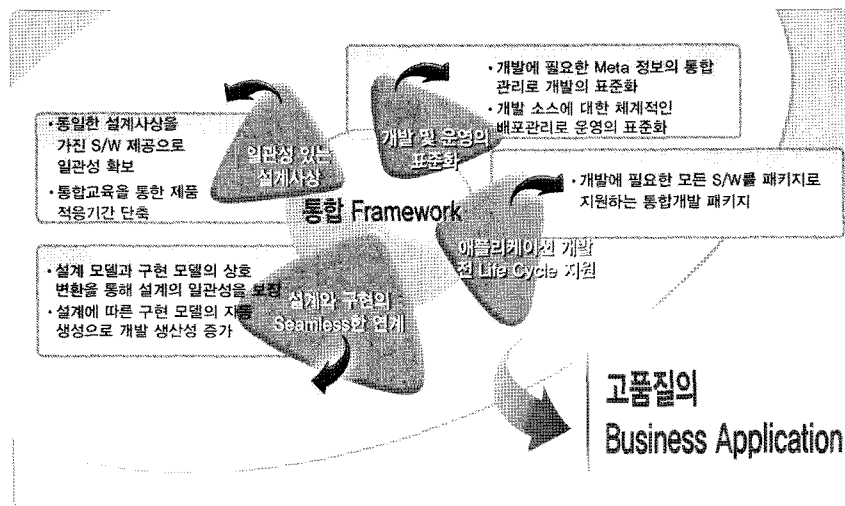 · 개발에 필요한 Meta 정보의 통합
관리로 개발의 표준화
· 개발 소스에 대한 체계적인
배포관리로 운영의 표준화
· 동일한 설계사상을
가진 S/W 제공으로
일관성 확보
· 통합교육을 통한 제품
적응기간 단축
일관성 있는
설계사상
개발 및 운영의
표준화
· 개발에 필요한 모든 S/W를 패키지로
지원하는 통합개발 패키지
통합 Framework
애플리케이션 개발
전 Life Cycle 지원
· 설계 모델과 구현 모델의 상호
변환을 통해 설계의 일관성을 보장
· 설계에 따른 구현 모델의 자동
생성으로 개발 생산성 증가
설계와 구현의
Seamless한 연계
고품질의
Business Application